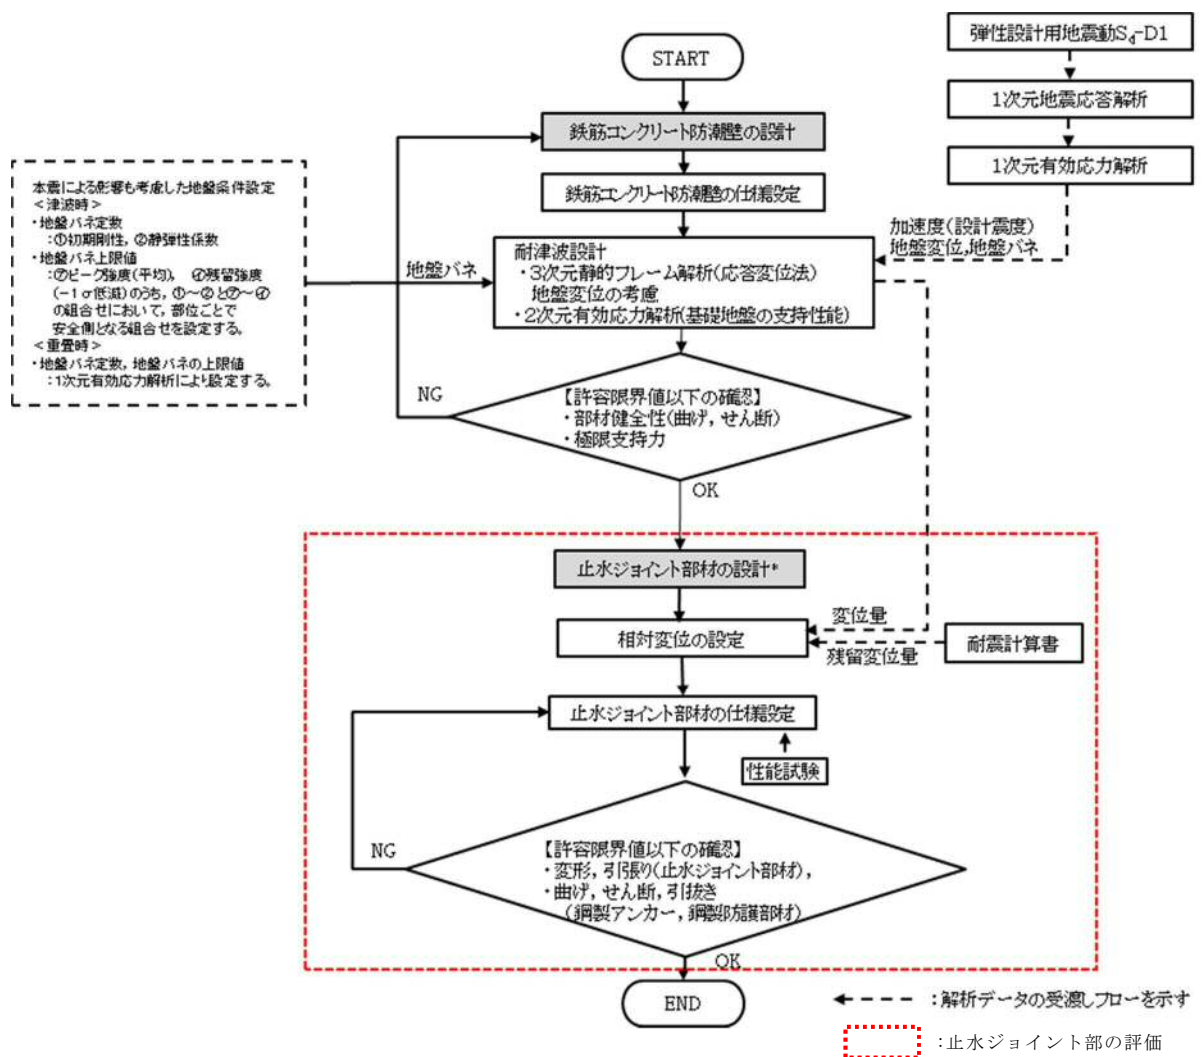 弾性設計用地震動Sd-D1
START
1次元地震応答解析
鉄筋コンクリート防潮壁の設計
1次元有効応力解析
本震による影響も考慮した地盤条件設定
＜津波時＞
・地盤バネ定数
：①初期剛性，②静弾性係数
・地盤バネ上限値
：㋐ピーク強度(平均)，　㋑残留強度
(−1σ低減)のうち，①～②と㋐～㋑
の組合せにおいて，部位ごとで
安全側となる組合せを設定する。
＜重畳時＞
・地盤バネ定数，地盤バネの上限値
：1次元有効応力解析により設定する。
鉄筋コンクリート防潮壁の仕様設定
加速度(設計震度)
地盤変位,地盤バネ
地盤バネ
耐津波設計
・3次元静的フレーム解析(応答変位法)
地盤変位の考慮
・2次元有効応力解析(基礎地盤の支持性能)
NG
【許容限界値以下の確認】
・部材健全性(曲げ，せん断)
・極限支持力
OK
止水ジョイント部材の設計*
変位量
相対変位の設定
残留変位量
耐震計算書
止水ジョイント部材の仕様設定
性能試験
NG
【許容限界値以下の確認】
・変形，引張り(止水ジョイント部材)，
・曲げ，せん断，引抜き
(鋼製アンカー，鋼製防護部材)
OK
END
：解析データの受渡しフローを示す
：止水ジョイント部の評価